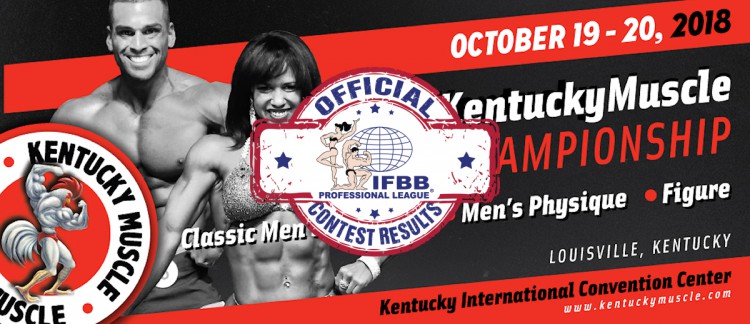 OCTOBER 19 - 20, 2018
KentuckyMuscle
AMPIONSHIP
Classic Men
Men's Physique • Figure
LOUISVILLE, KENTUCKY
Kentucky International Convention Center
www.kentuckymuscle.com
OFFICIAL
IFBB®
PROFESSIONAL LEAGUE
CONTEST RESULTS
KENTUCKY MUSCLE
MUSCLE